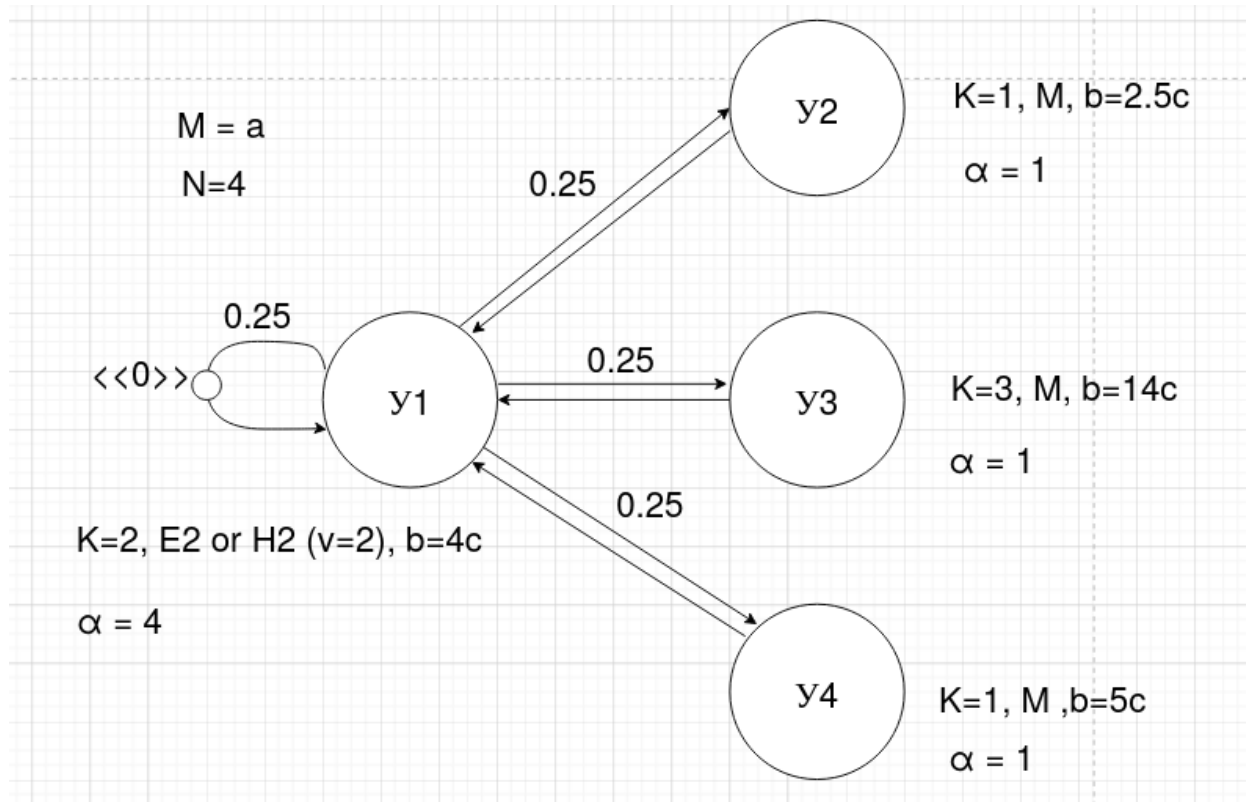 M = a
N=4
0.25
<<0>>
У1
K=2, E2 or H2 (v=2), b=4c
α = 4
0.25
У2
K=1, M, b=2.5c
α = 1
0.25
У3
K=3, M, b=14c
α = 1
0.25
У4
K=1, M ,b=5c
α = 1